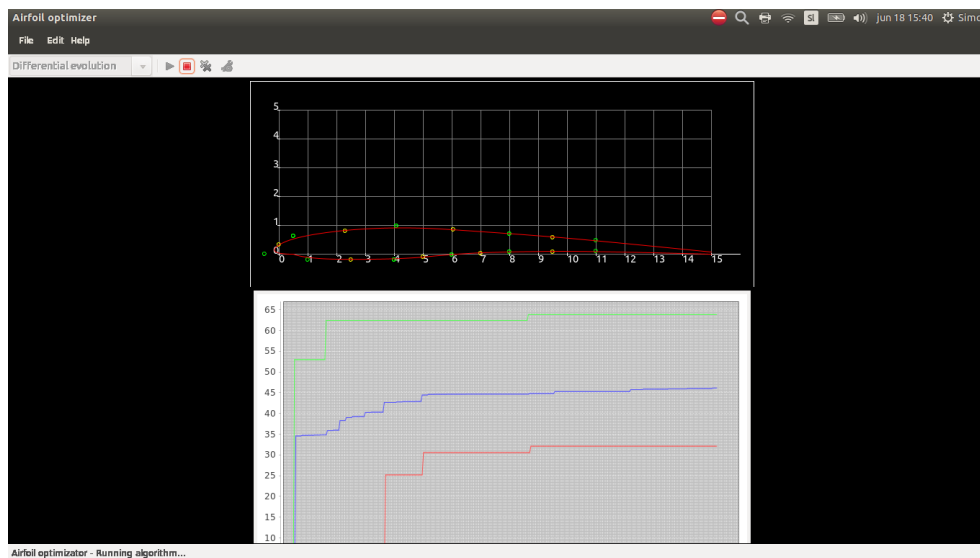 Airfoil optimizer
SI
jun 18 15:40
Simo
File Edit Help
Differential evolution
5
4
3
2
1
0
0 1 2 3 4 5 6 7 8 9 10 11 12 13 14 15
65
60
55
50
45
40
35
30
25
20
15
10
Airfoil optimizator - Running algorithm...